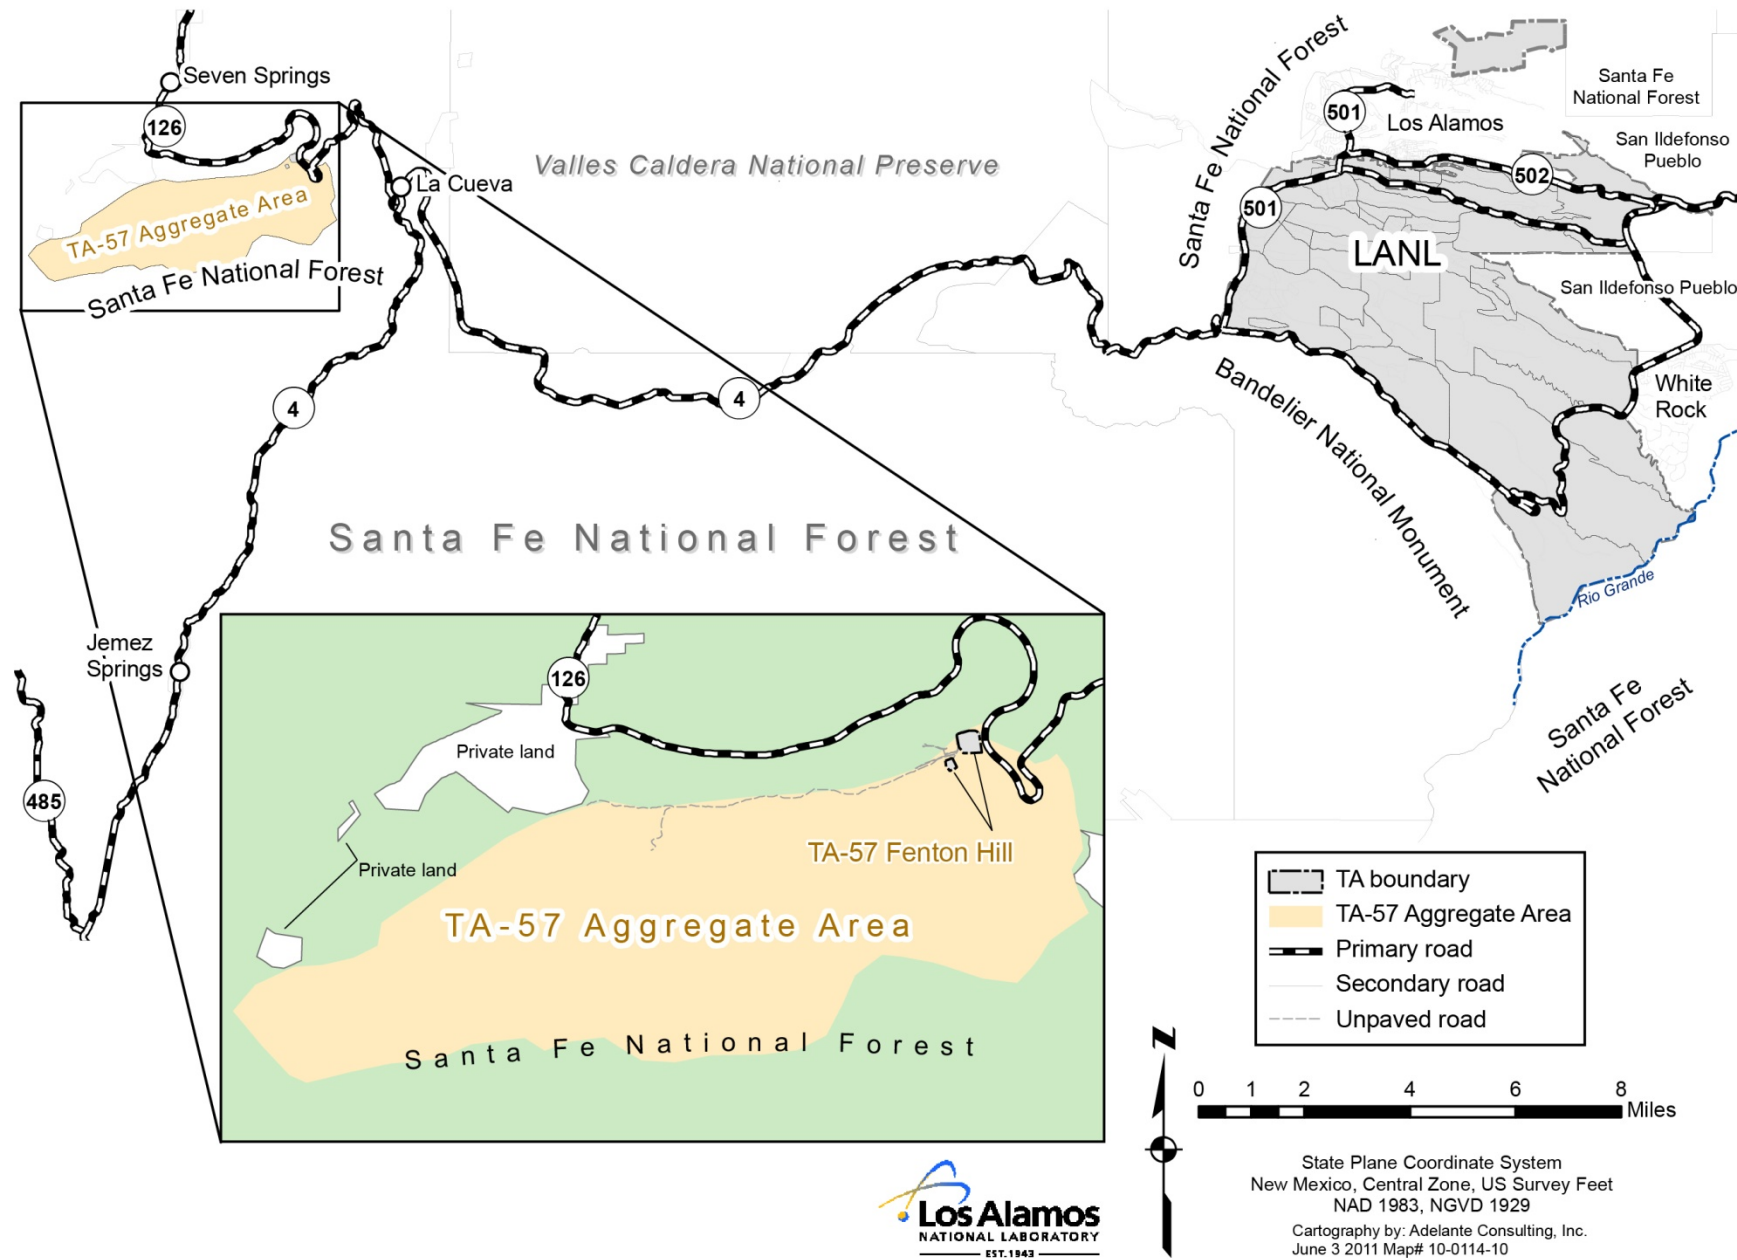 Seven Springs
126
La Cueva
TA-57 Aggregate Area
Santa Fe National Forest
Valles Caldera National Preserve
Santa Fe National Forest
501
Los Alamos
Santa Fe
National Forest
San Ildefonso
Pueblo
502
501
LANL
San Ildefonso Pueblo
White
Rock
Bandelier National Monument
Rio Grande
Santa Fe
National Forest
4
4
Santa Fe National Forest
Jemez
Springs
485
126
Private land
Private land
TA-57 Fenton Hill
TA-57 Aggregate Area
Santa Fe National Forest
TA boundary
TA-57 Aggregate Area
Primary road
Secondary road
Unpaved road
N
0 1 2 4 6 8
Miles
State Plane Coordinate System
New Mexico, Central Zone, US Survey Feet
NAD 1983, NGVD 1929
Cartography by: Adelante Consulting, Inc.
June 3 2011 Map# 10-0114-10
Los Alamos
NATIONAL LABORATORY
EST. 1943